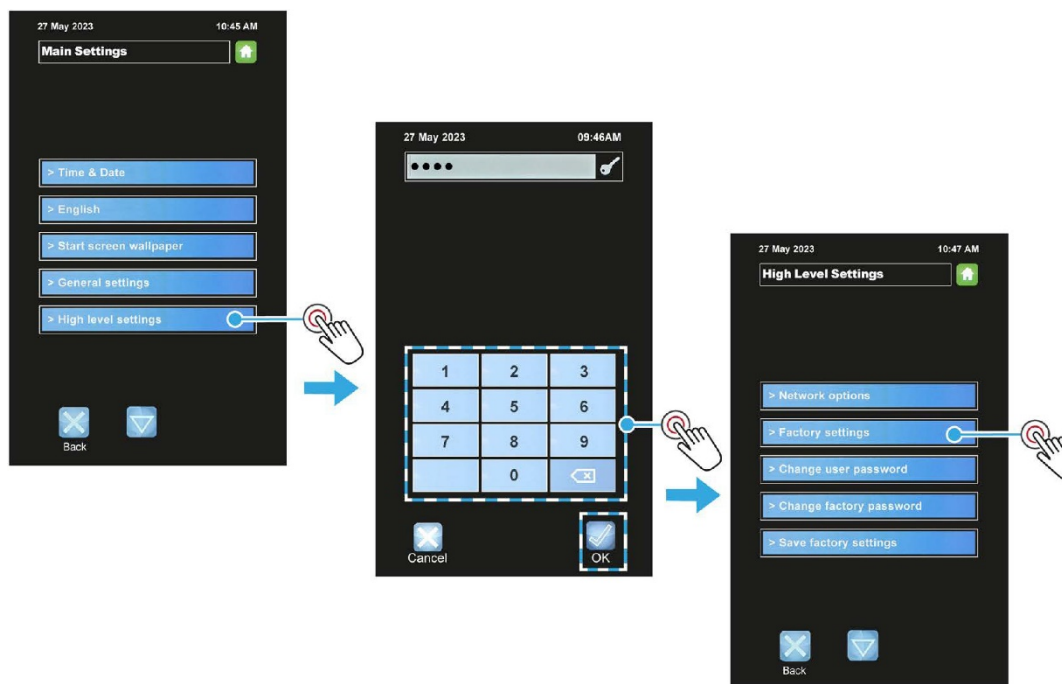 27 May 2023 10:45 AM
Main Settings
> Time & Date
> English
> Start screen wallpaper
> General settings
> High level settings
Back
27 May 2023 09:46AM
1 2 3
4 5 6
7 8 9
0
Cancel OK
27 May 2023 10:47 AM
High Level Settings
> Network options
> Factory settings
> Change user password
> Change factory password
> Save factory settings
Back